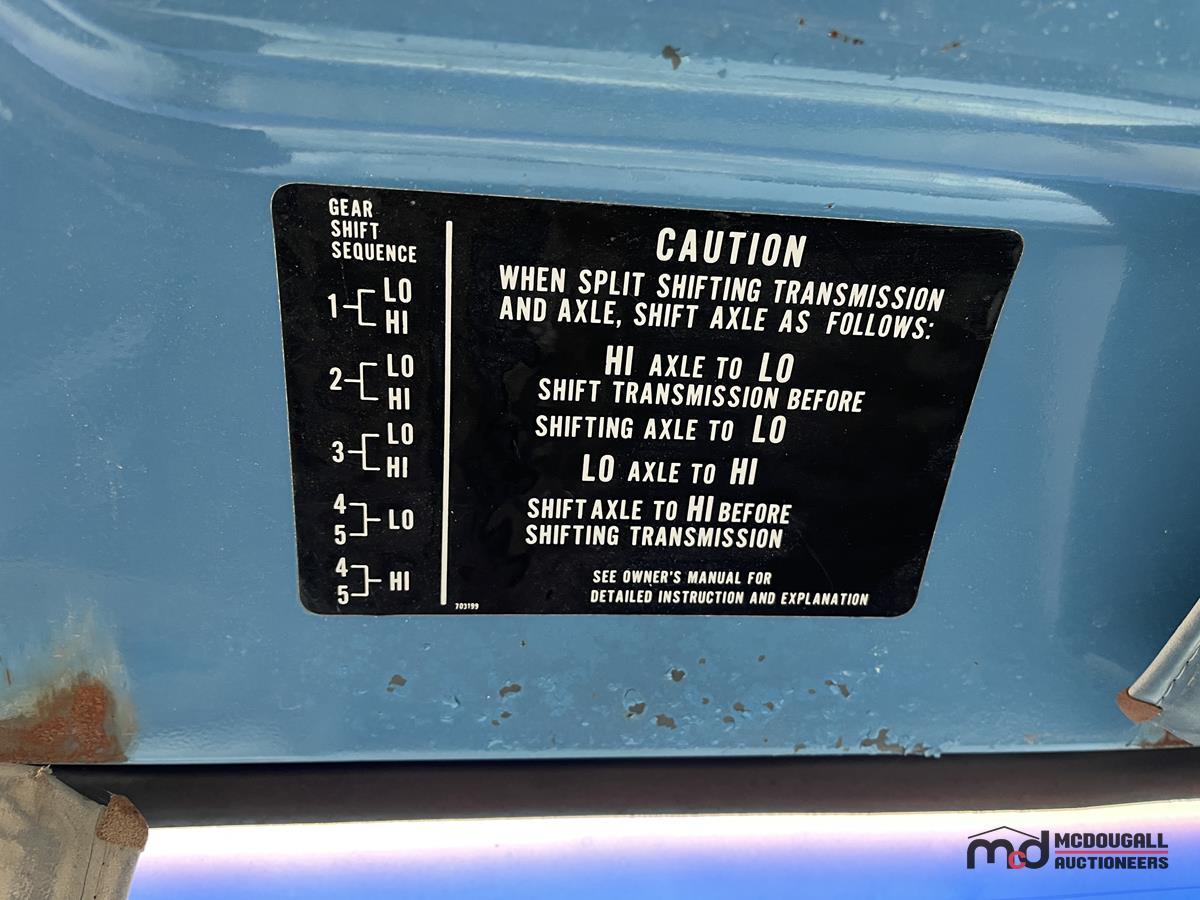 GEAR
SHIFT
SEQUENCE
1 LO
HI
2 LO
HI
3 LO
HI
4
5 LO
4
5 HI
CAUTION
WHEN SPLIT SHIFTING TRANSMISSION
AND AXLE, SHIFT AXLE AS FOLLOWS:
HI AXLE TO LO
SHIFT TRANSMISSION BEFORE
SHIFTING AXLE TO LO
LO AXLE TO HI
SHIFT AXLE TO HI BEFORE
SHIFTING TRANSMISSION
SEE OWNER'S MANUAL FOR
DETAILED INSTRUCTION AND EXPLANATION
703199
mcd
MCDOUGALL
AUCTIONEERS